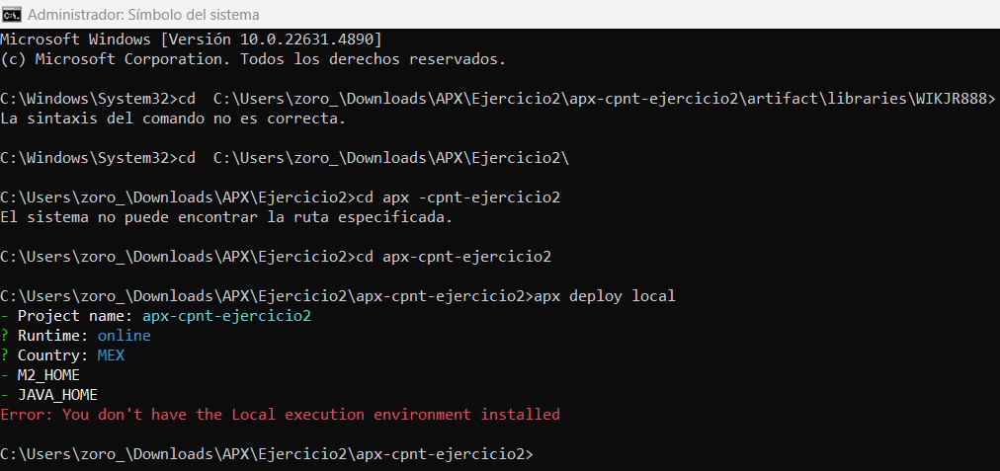 Administrador: Símbolo del sistema
Microsoft Windows [Versión 10.0.22631.4890]
(c) Microsoft Corporation. Todos los derechos reservados.
C:\Windows\System32>cd  C:\Users\zoro_\Downloads\APX\Ejercicio2\apx-cpnt-ejercicio2\artifact\libraries\WIKJR888>
La sintaxis del comando no es correcta.
C:\Windows\System32>cd  C:\Users\zoro_\Downloads\APX\Ejercicio2\
C:\Users\zoro_\Downloads\APX\Ejercicio2>cd apx -cpnt-ejercicio2
El sistema no puede encontrar la ruta especificada.
C:\Users\zoro_\Downloads\APX\Ejercicio2>cd apx-cpnt-ejercicio2
C:\Users\zoro_\Downloads\APX\Ejercicio2\apx-cpnt-ejercicio2>apx deploy local
- Project name: apx-cpnt-ejercicio2
? Runtime: online
? Country: MEX
- M2_HOME
- JAVA_HOME
Error: You don't have the Local execution environment installed
C:\Users\zoro_\Downloads\APX\Ejercicio2\apx-cpnt-ejercicio2>